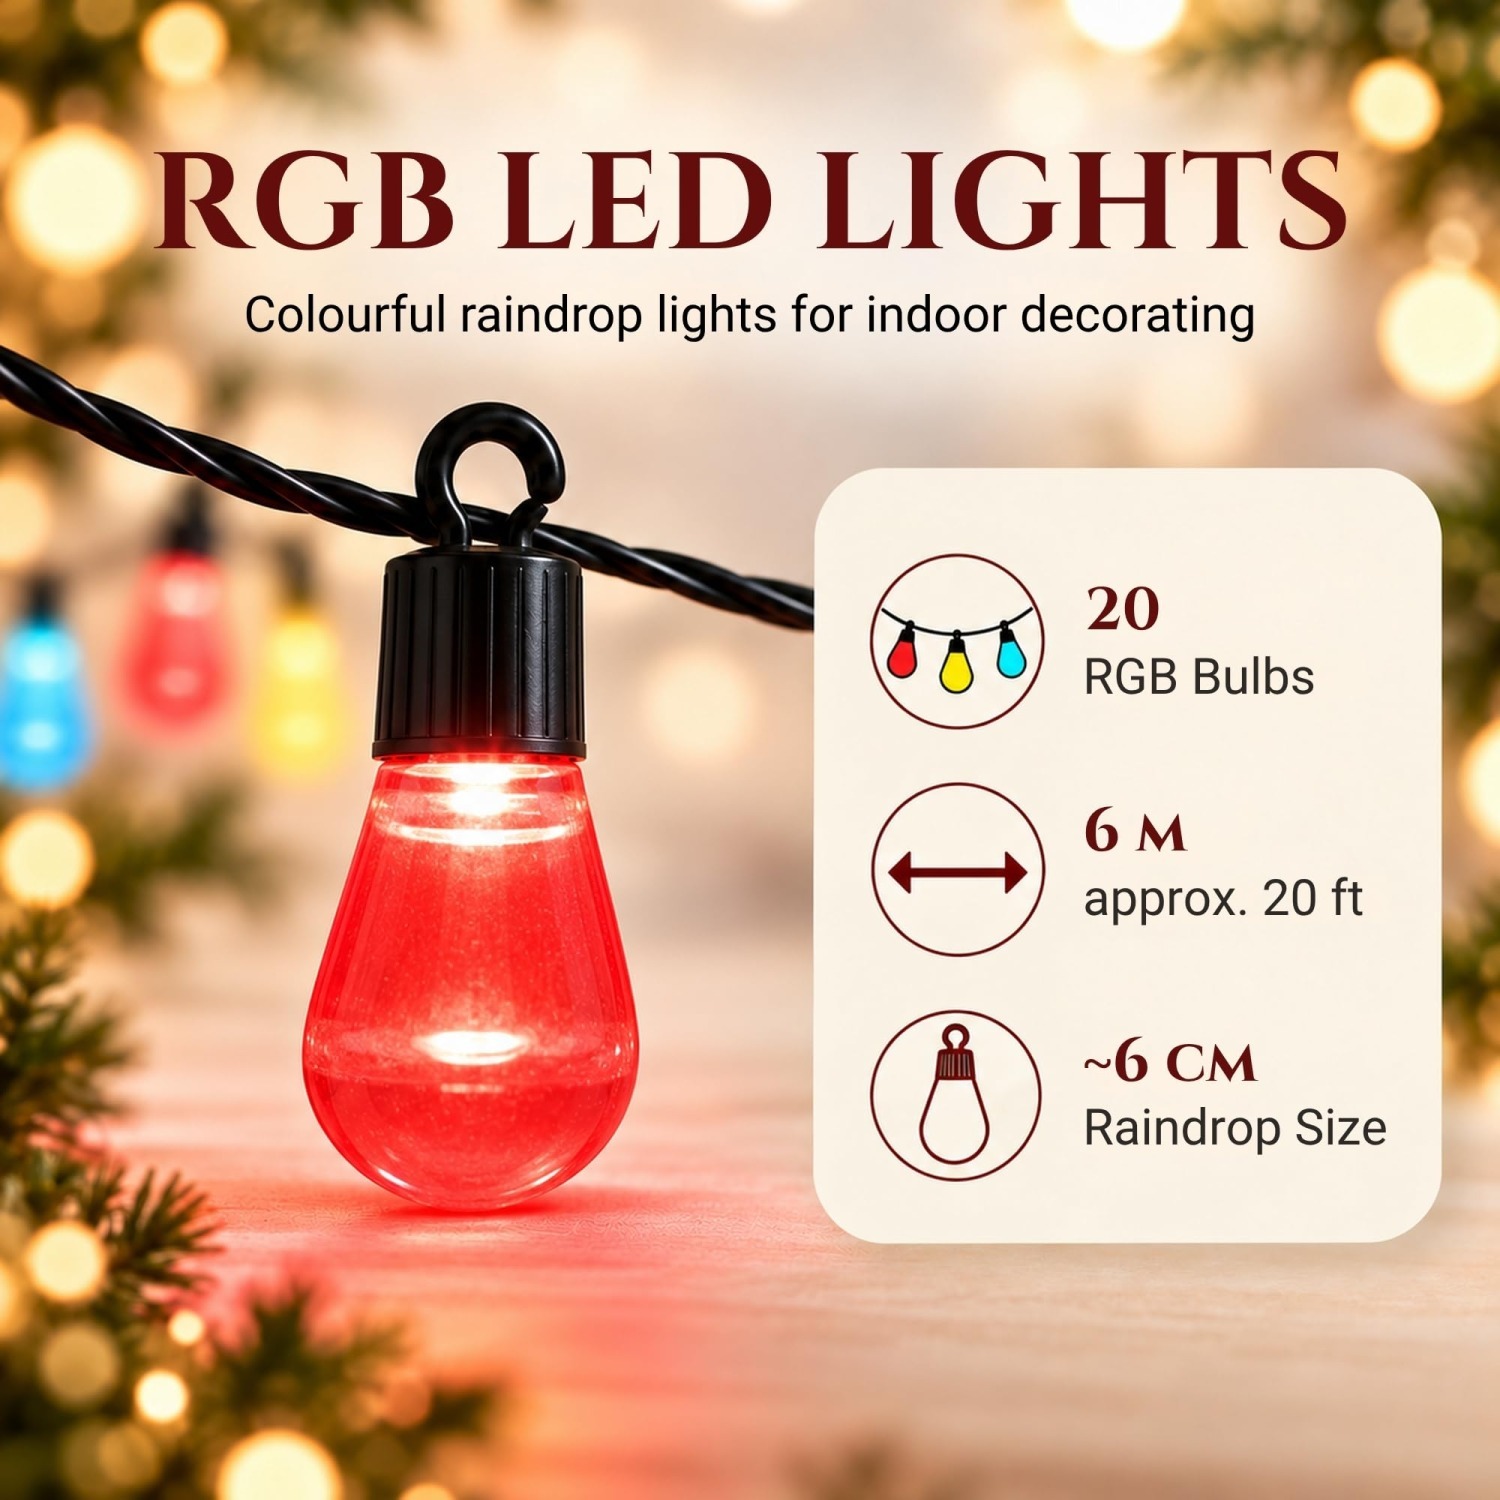 RGB LED LIGHTS
Colourful raindrop lights for indoor decorating
20
RGB Bulbs
6 M
approx. 20 ft
~6 CM
Raindrop Size